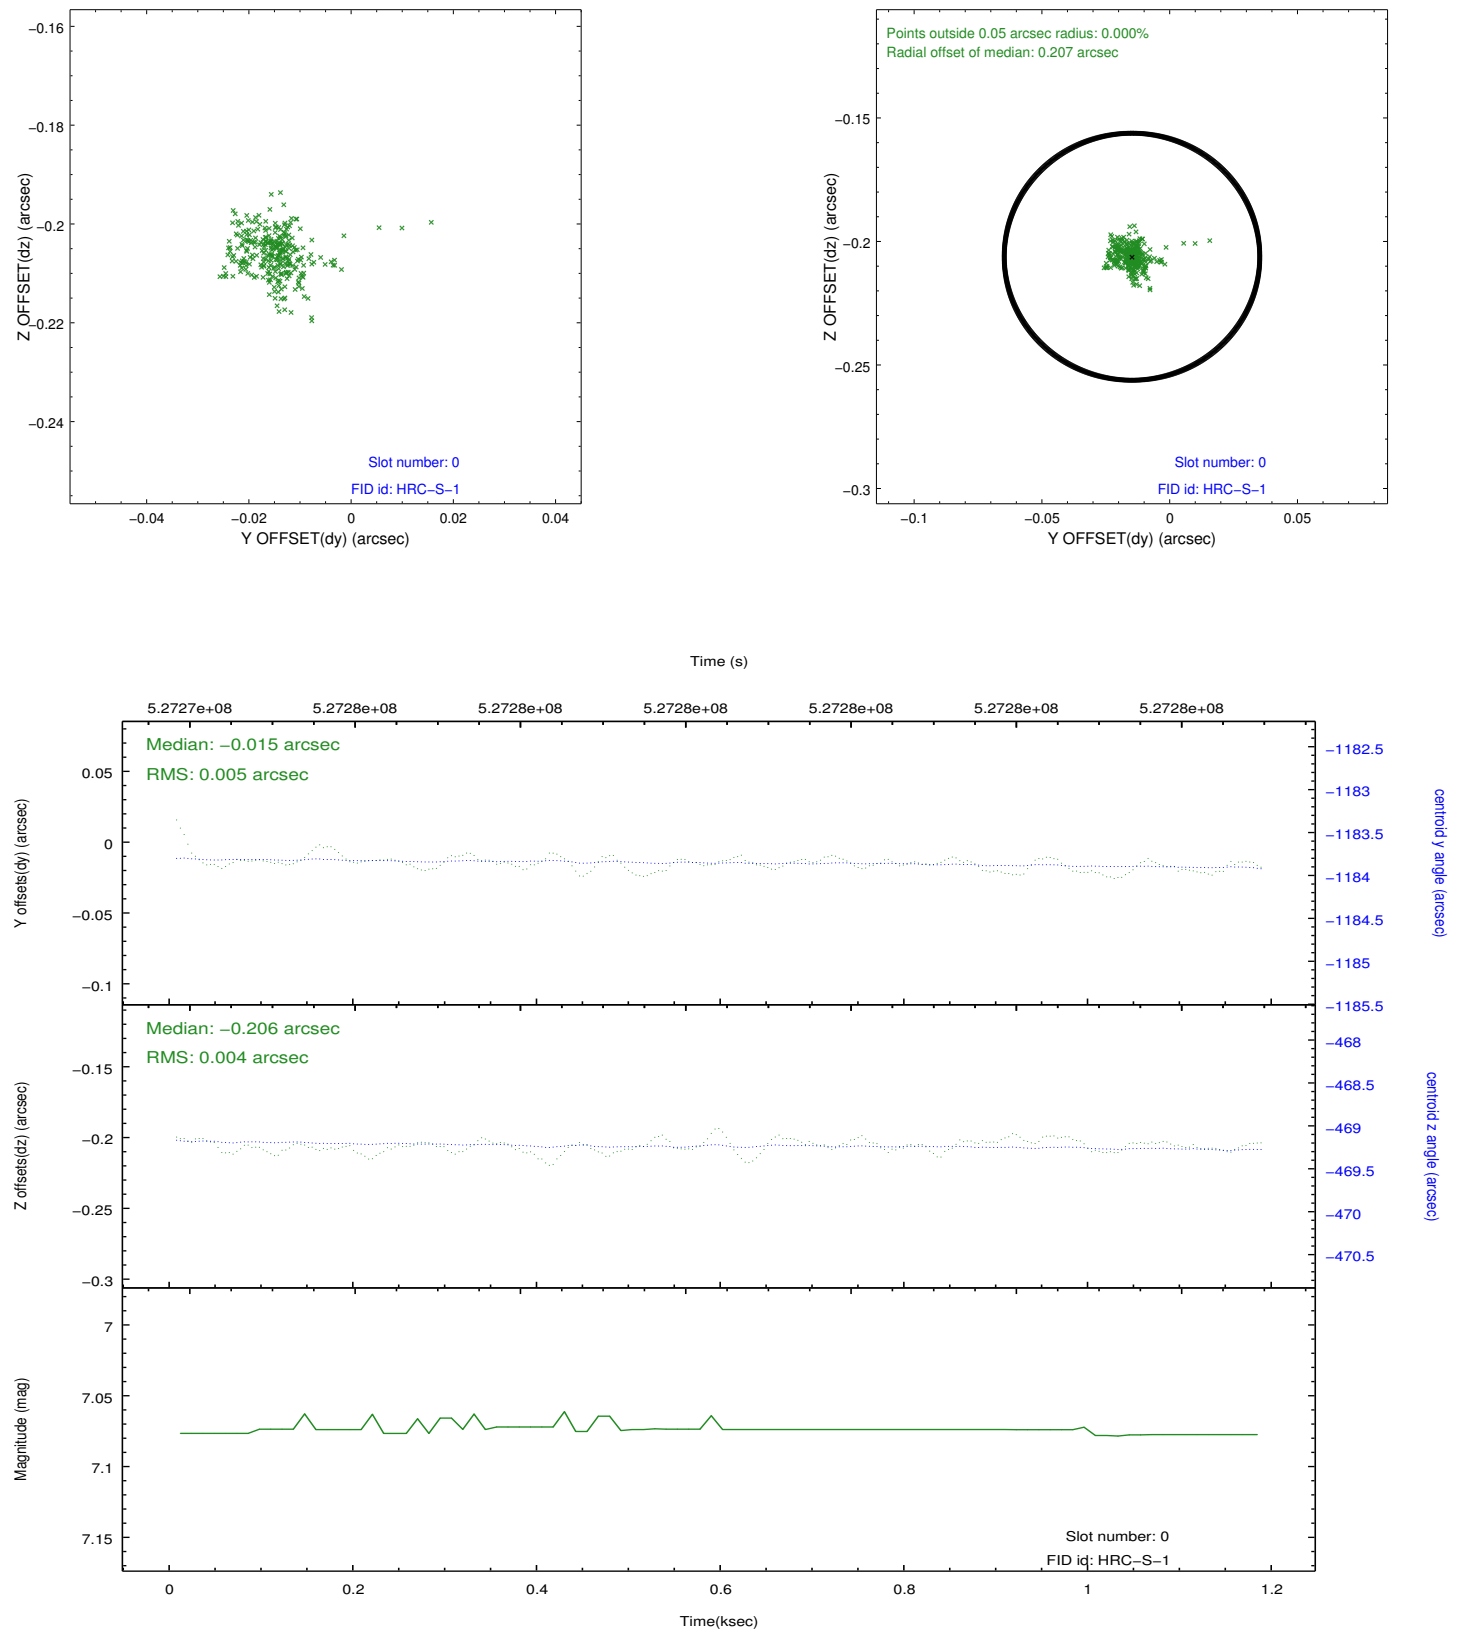 −0.16
−0.18
−0.2
−0.22
−0.24
Z OFFSET(dz) (arcsec)
Slot number: 0
FID id: HRC−S−1
−0.04 −0.02 0 0.02 0.04
Y OFFSET(dy) (arcsec)
Points outside 0.05 arcsec radius: 0.000%
Radial offset of median: 0.207 arcsec
−0.15
−0.2
−0.25
−0.3
Z OFFSET(dz) (arcsec)
Slot number: 0
FID id: HRC−S−1
−0.1 −0.05 0 0.05
Y OFFSET(dy) (arcsec)
Time (s)
5.2727e+08 5.2728e+08 5.2728e+08 5.2728e+08 5.2728e+08 5.2728e+08 5.2728e+08
Median: −0.015 arcsec
RMS: 0.005 arcsec
0.05
0
−0.05
−0.1
Y offsets(dy) (arcsec)
−1182.5
−1183
−1183.5
−1184
−1184.5
−1185
−1185.5
centroid y angle (arcsec)
Median: −0.206 arcsec
RMS: 0.004 arcsec
−0.15
−0.2
−0.25
−0.3
Z offsets(dz) (arcsec)
−468
−468.5
−469
−469.5
−470
−470.5
centroid z angle (arcsec)
7
7.05
7.1
7.15
Magnitude (mag)
Slot number: 0
FID id: HRC−S−1
0 0.2 0.4 0.6 0.8 1 1.2
Time(ksec)